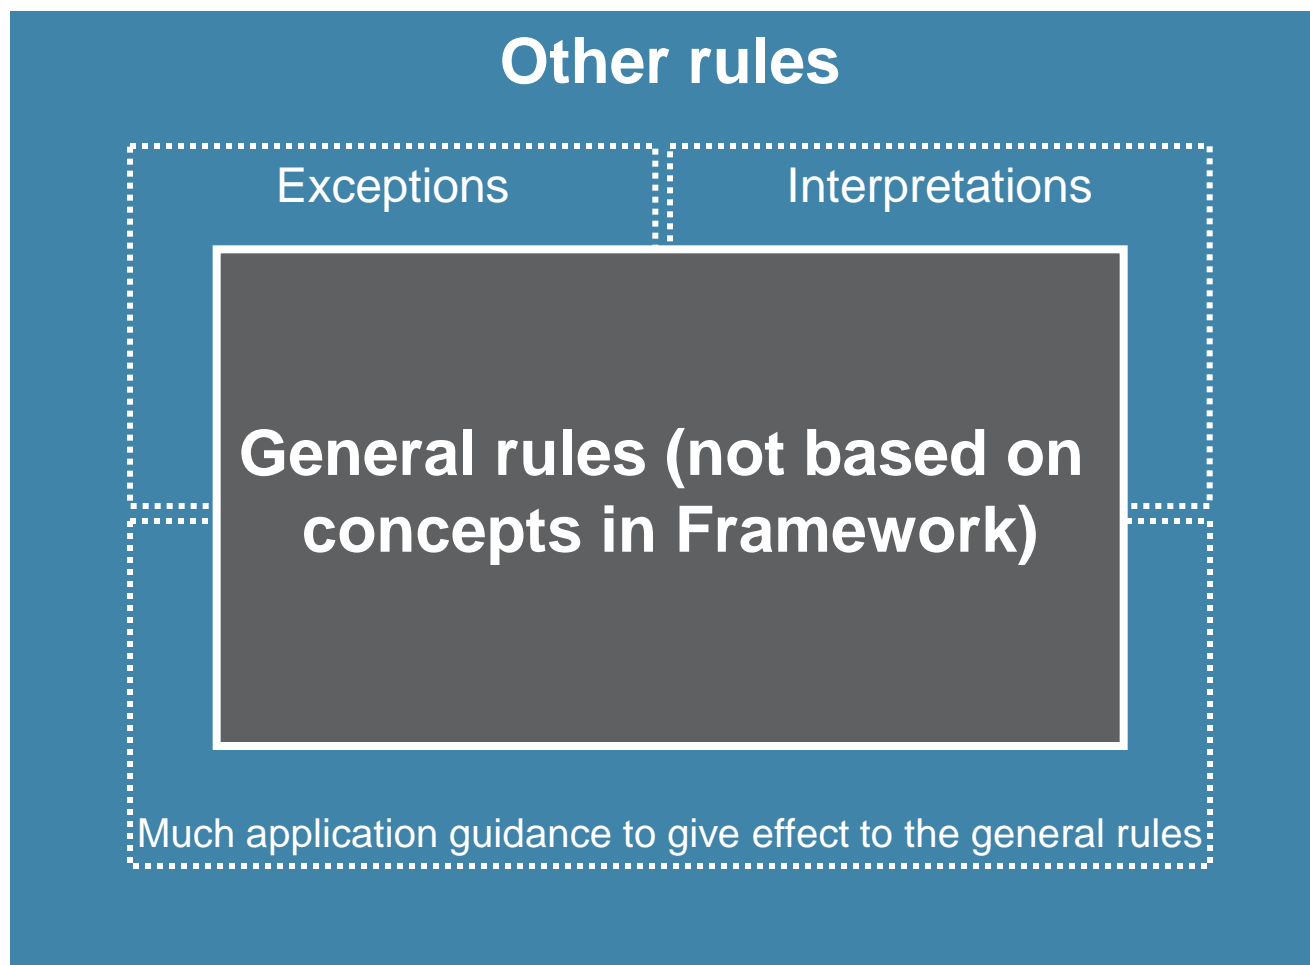 Other rules
Exceptions
Interpretations
General rules (not based on
concepts in Framework)
Much application guidance to give effect to the general rules